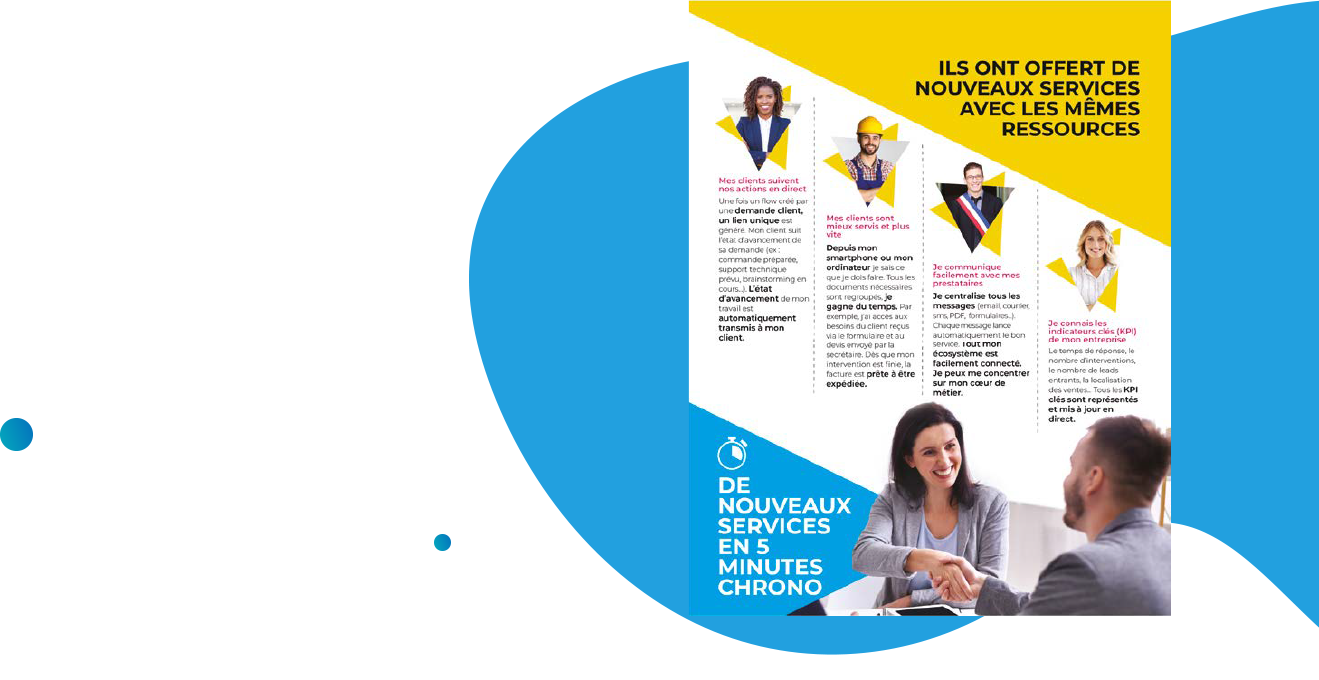 ILS ONT OFFERT DE
NOUVEAUX SERVICES
AVEC LES MÊMES
RESSOURCES
Mes clients suivent
nos actions en direct
Une fois un flow créé par
une demande client,
un lien unique est
généré. Mon client suit
l'état d'avancement de
sa demande (ex :
commande préparée,
support technique
prévu, brainstorming en
cours...). L'état
d'avancement de mon
travail est
automatiquement
transmis à mon
client.
Mes clients sont
mieux servis et plus
vite
Depuis mon
smartphone ou mon
ordinateur je sais ce
que je dois faire. Tous les
documents nécessaires
sont regroupés, je
gagne du temps. Par
exemple, j'ai accès aux
besoins du client reçus
via le formulaire et au
devis envoyé par la
secrétaire. Dès que mon
intervention est finie, la
facture est prête à être
expédiée.
Je communique
facilement avec mes
prestataires
Je centralise tous les
messages (email, courrier,
sms, PDF, formulaires...).
Chaque message lance
automatiquement le bon
service. Tout mon
écosystème est
facilement connecté.
Je peux me concentrer
sur mon cœur de
métier.
Je connais les
indicateurs clés (KPI)
de mon entreprise
Le temps de réponse, le
nombre d'interventions,
le nombre de leads
entrants, la localisation
des ventes... Tous les KPI
clés sont représentés
et mis à jour en
direct.
DE
NOUVEAUX
SERVICES
EN 5
MINUTES
CHRONO